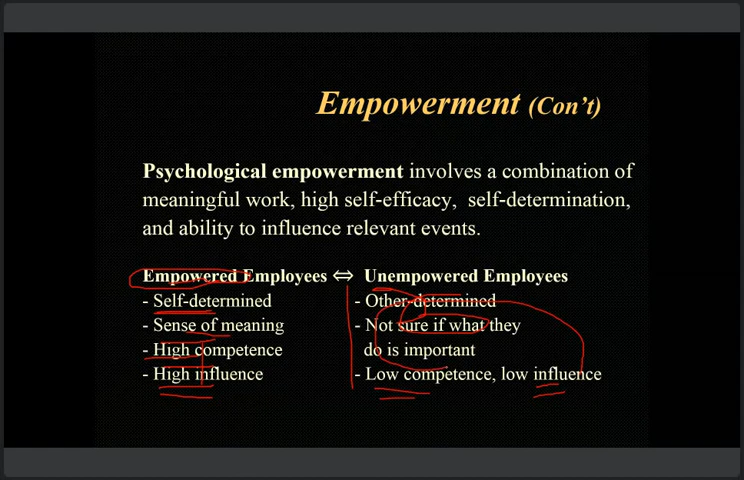 Empowerment (Con't)
Psychological empowerment involves a combination of
meaningful work, high self-efficacy, self-determination,
and ability to influence relevant events.
Empowered Employees ⇔ Unempowered Employees
- Self-determined - Other-determined
- Sense of meaning - Not sure if what they
- High competence do is important
- High influence - Low competence, low influence